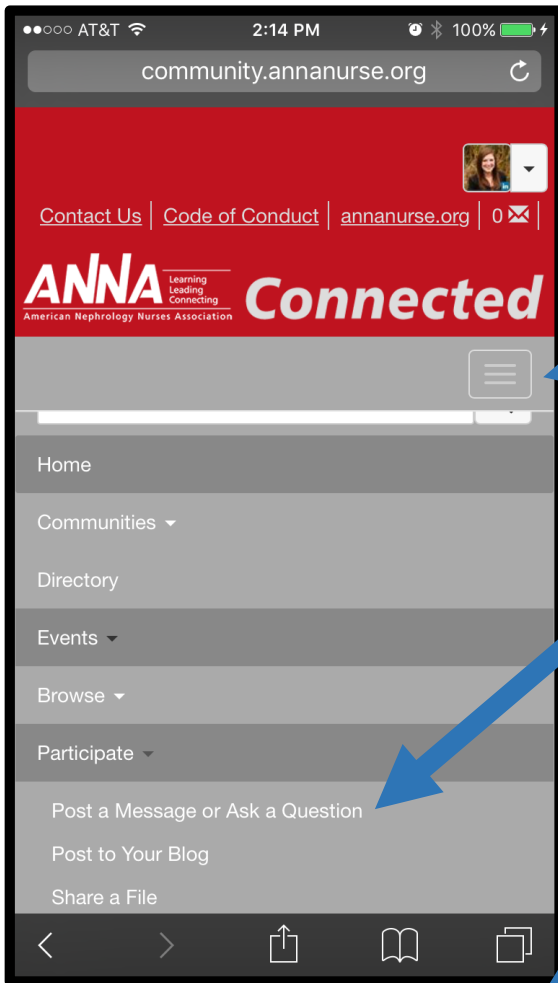 AT&T 2:14 PM 100%
community.annanurse.org
Contact Us | Code of Conduct | annanurse.org | 0
ANNA Learning
Leading
Connecting
American Nephrology Nurses Association
Connected
Home
Communities
Directory
Events
Browse
Participate
Post a Message or Ask a Question
Post to Your Blog
Share a File